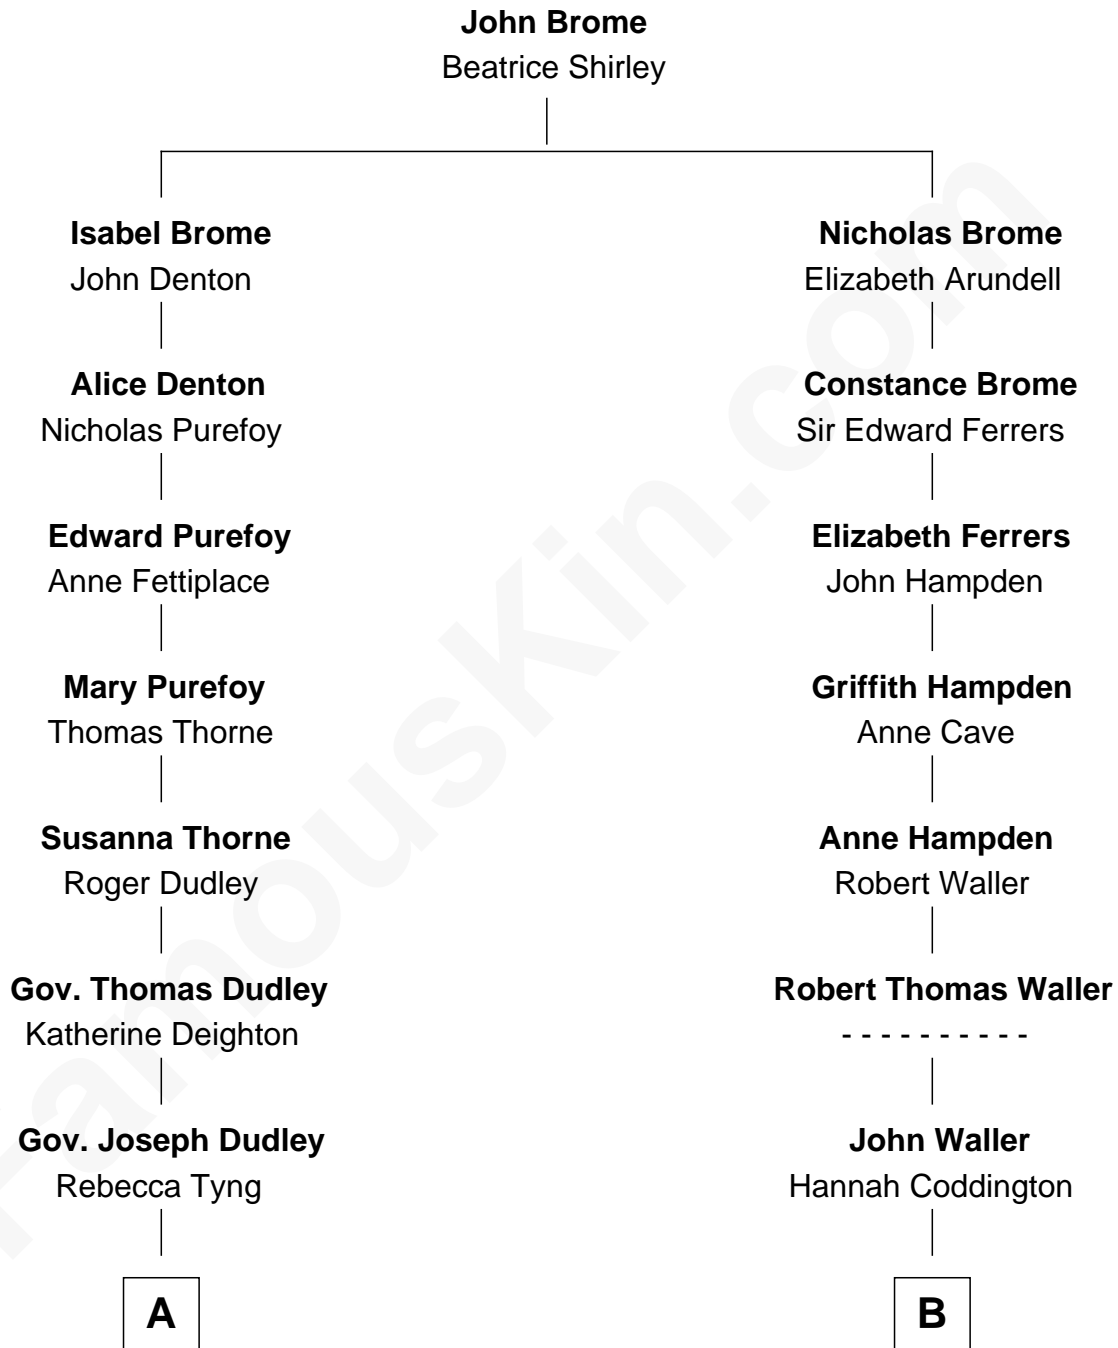 John Brome
Beatrice Shirley
Isabel Brome
John Denton
Nicholas Brome
Elizabeth Arundell
Alice Denton
Nicholas Purefoy
Constance Brome
Sir Edward Ferrers
Edward Purefoy
Anne Fettiplace
Elizabeth Ferrers
John Hampden
Mary Purefoy
Thomas Thorne
Griffith Hampden
Anne Cave
Susanna Thorne
Roger Dudley
Anne Hampden
Robert Waller
Gov. Thomas Dudley
Katherine Deighton
Robert Thomas Waller
- - - - - - - - - -
Gov. Joseph Dudley
Rebecca Tyng
John Waller
Hannah Coddington
A
B
FamousKin.com